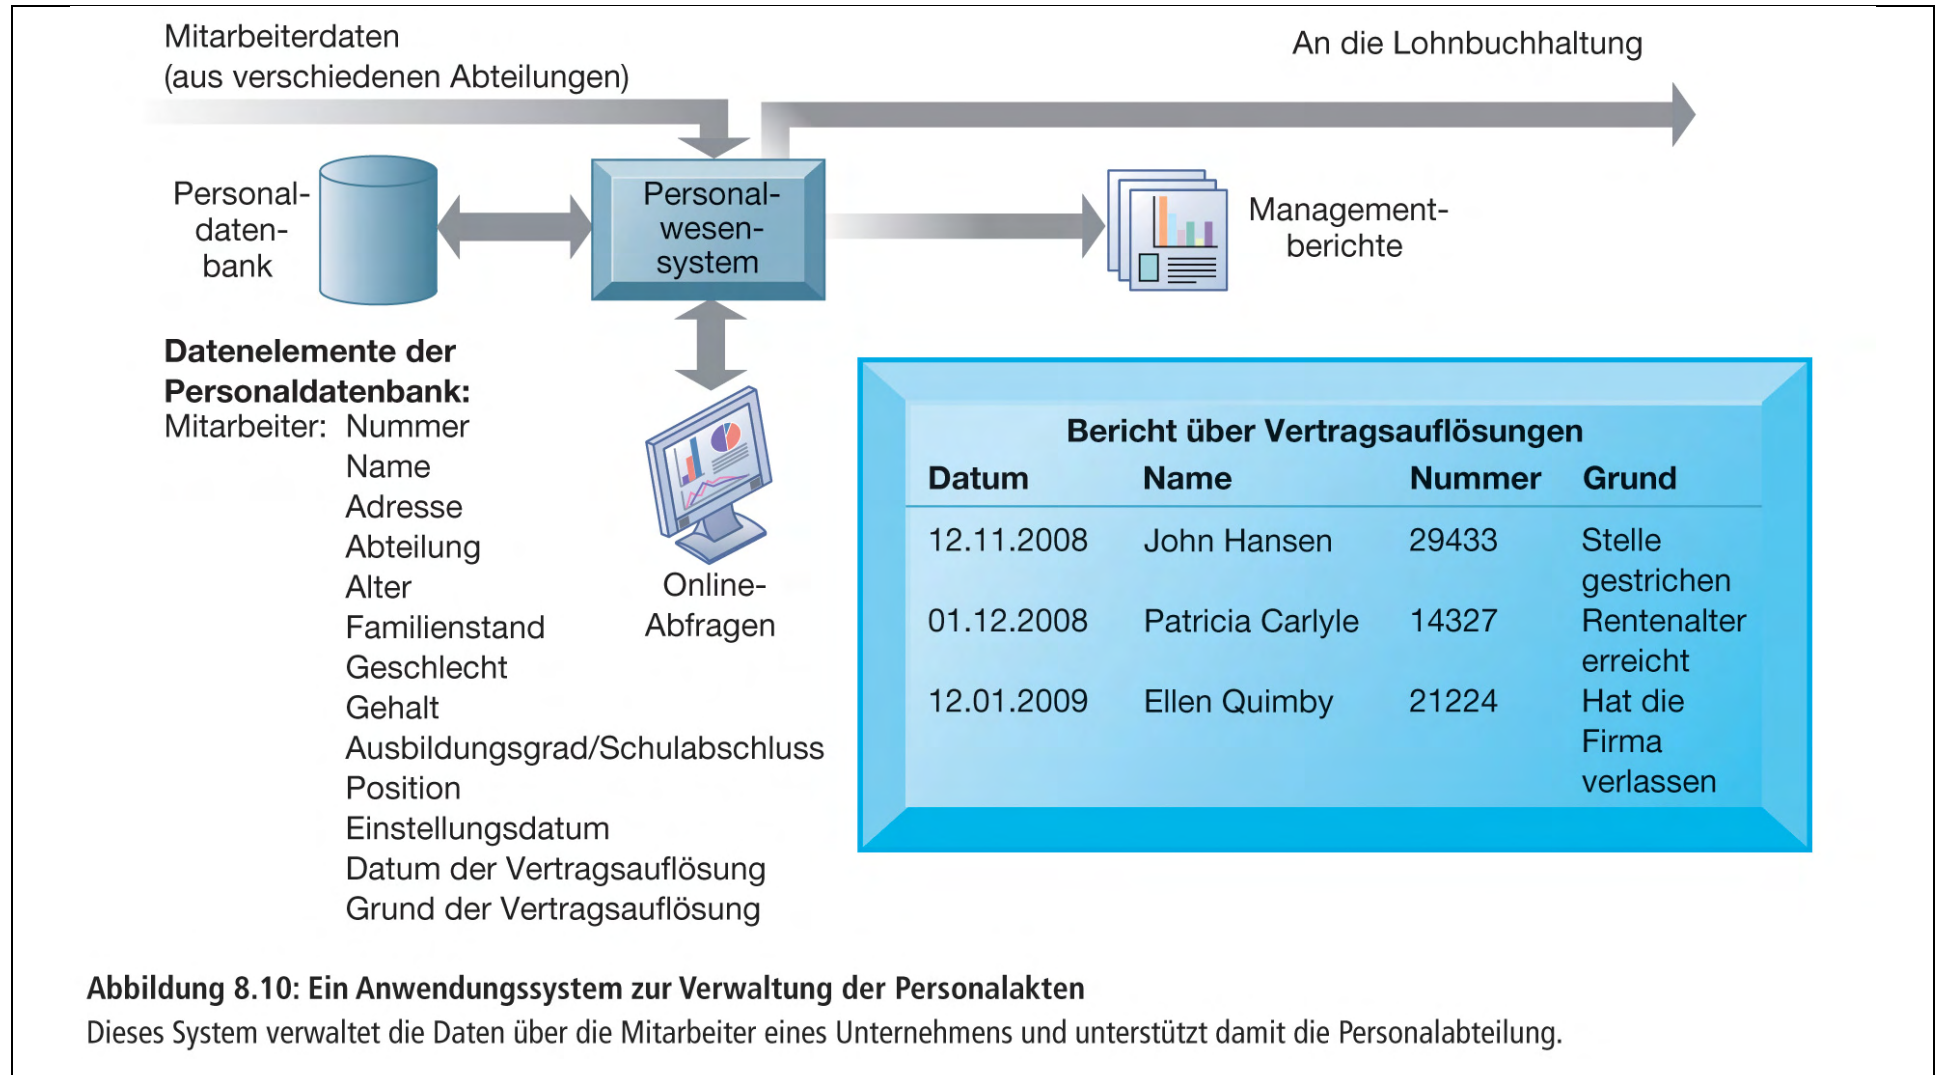 Mitarbeiterdaten
(aus verschiedenen Abteilungen)
An die Lohnbuchhaltung
Personal-
daten-
bank
Personal-
wesen-
system
Management-
berichte
Datenelemente der
Personaldatenbank:
Mitarbeiter: Nummer
Name
Adresse
Abteilung
Alter
Familienstand
Geschlecht
Gehalt
Ausbildungsgrad/Schulabschluss
Position
Einstellungsdatum
Datum der Vertragsauflösung
Grund der Vertragsauflösung
Online-
Abfragen
Bericht über Vertragsauflösungen
Datum Name Nummer Grund
12.11.2008 John Hansen 29433 Stelle
gestrichen
01.12.2008 Patricia Carlyle 14327 Rentenalter
erreicht
12.01.2009 Ellen Quimby 21224 Hat die
Firma
verlassen
Abbildung 8.10: Ein Anwendungssystem zur Verwaltung der Personalakten
Dieses System verwaltet die Daten über die Mitarbeiter eines Unternehmens und unterstützt damit die Personalabteilung.